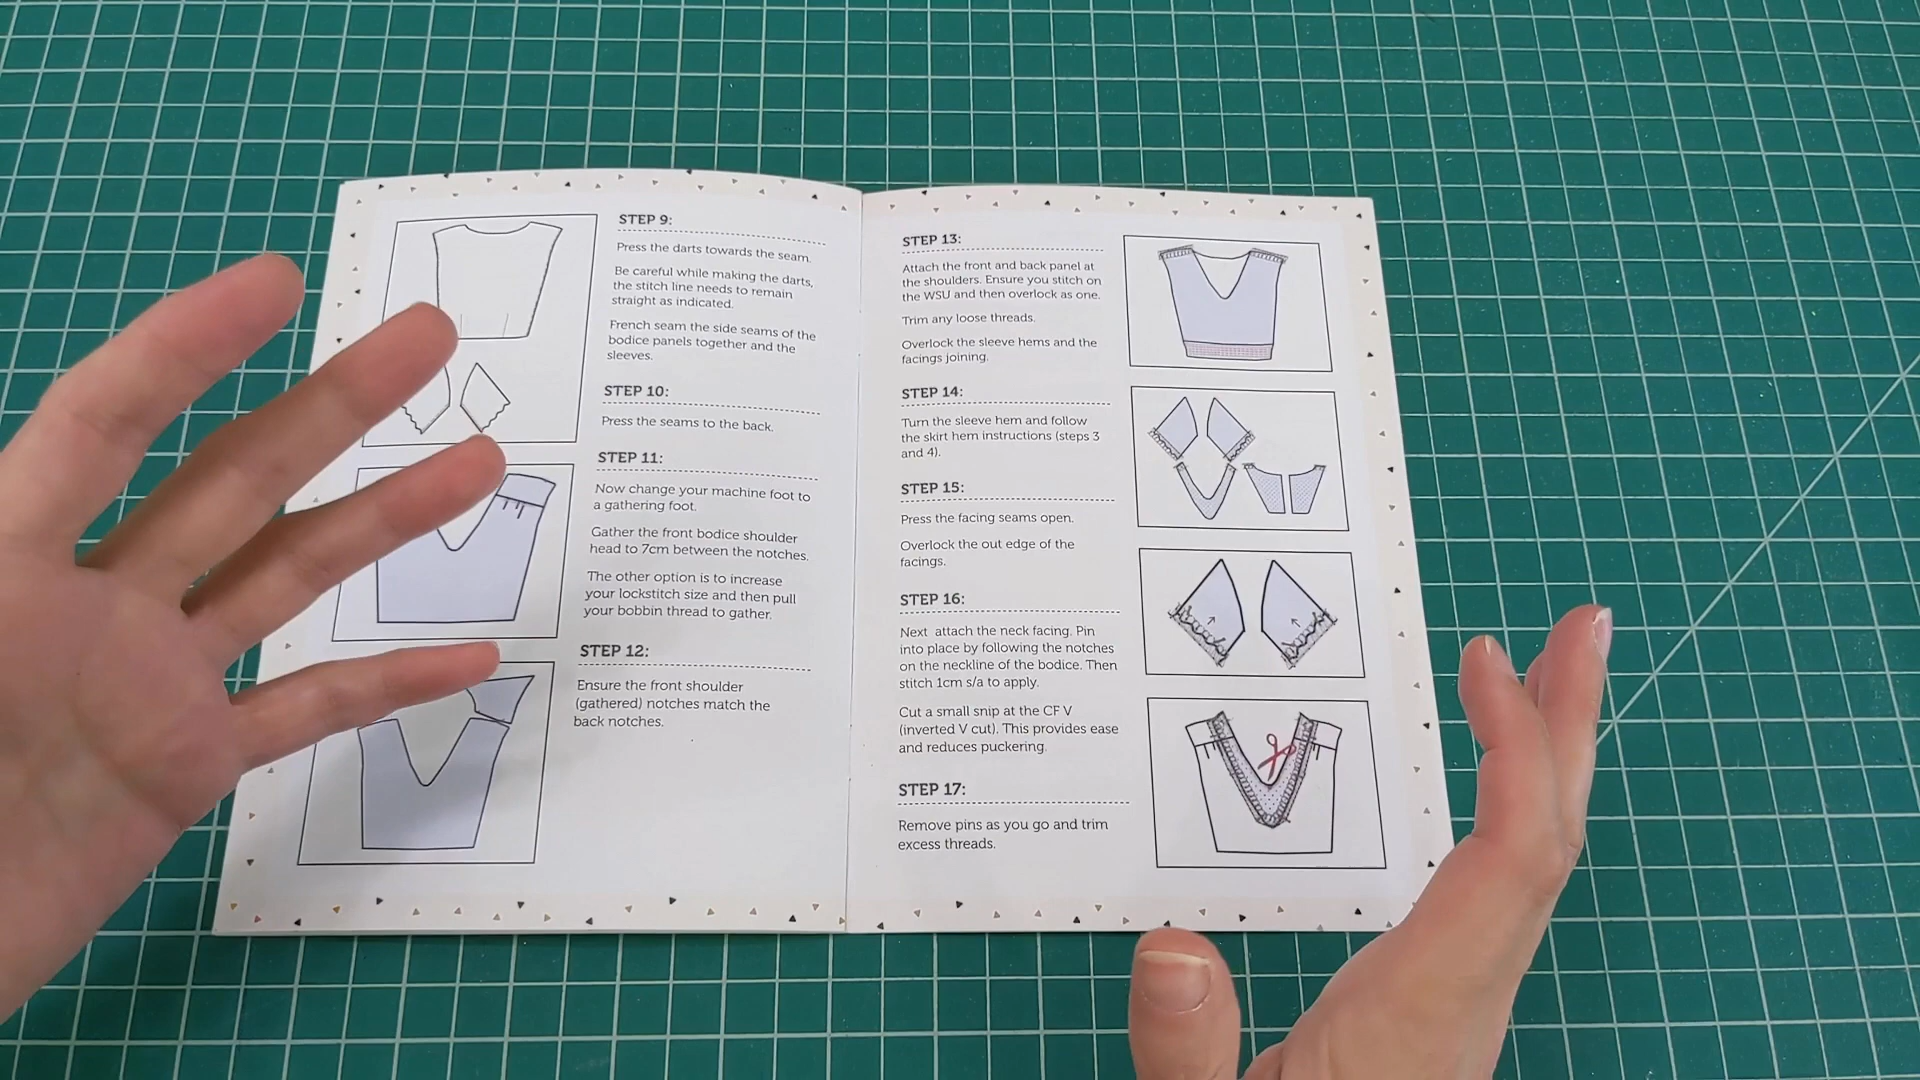 STEP 9:
Press the darts towards the seam.
Be careful while making the darts,
the stitch line needs to remain
straight as indicated.
French seam the side seams of the
bodice panels together and the
sleeves.
STEP 10:
Press the seams to the back.
STEP 11:
Now change your machine foot to
a gathering foot.
Gather the front bodice shoulder
head to 7cm between the notches.
The other option is to increase
your lockstitch size and then pull
your bobbin thread to gather.
STEP 12:
Ensure the front shoulder
(gathered) notches match the
back notches.
STEP 13:
Attach the front and back panel at
the shoulders. Ensure you stitch on
the WSU and then overlock as one.
Trim any loose threads.
Overlock the sleeve hems and the
facings joining.
STEP 14:
Turn the sleeve hem and follow
the skirt hem instructions (steps 3
and 4).
STEP 15:
Press the facing seams open.
Overlock the out edge of the
facings.
STEP 16:
Next attach the neck facing. Pin
into place by following the notches
on the neckline of the bodice. Then
stitch 1cm s/a to apply.
Cut a small snip at the CF V
(inverted V cut). This provides ease
and reduces puckering.
STEP 17:
Remove pins as you go and trim
excess threads.